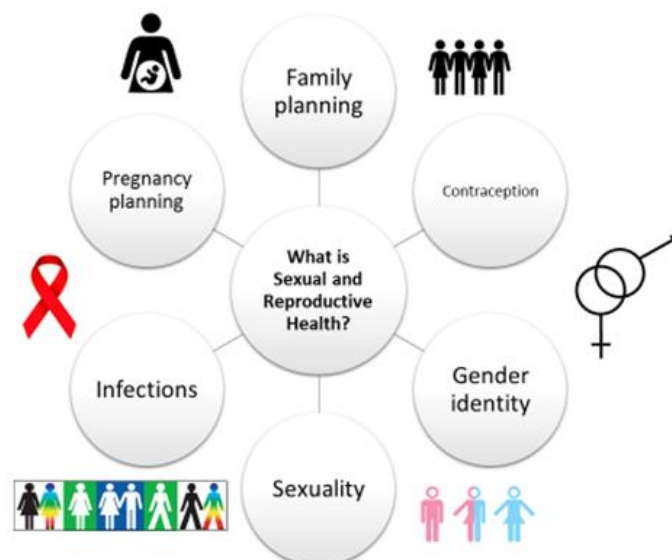 Family
planning
Pregnancy
planning
Contraception
What is
Sexual and
Reproductive
Health?
Infections
Gender
identity
Sexuality